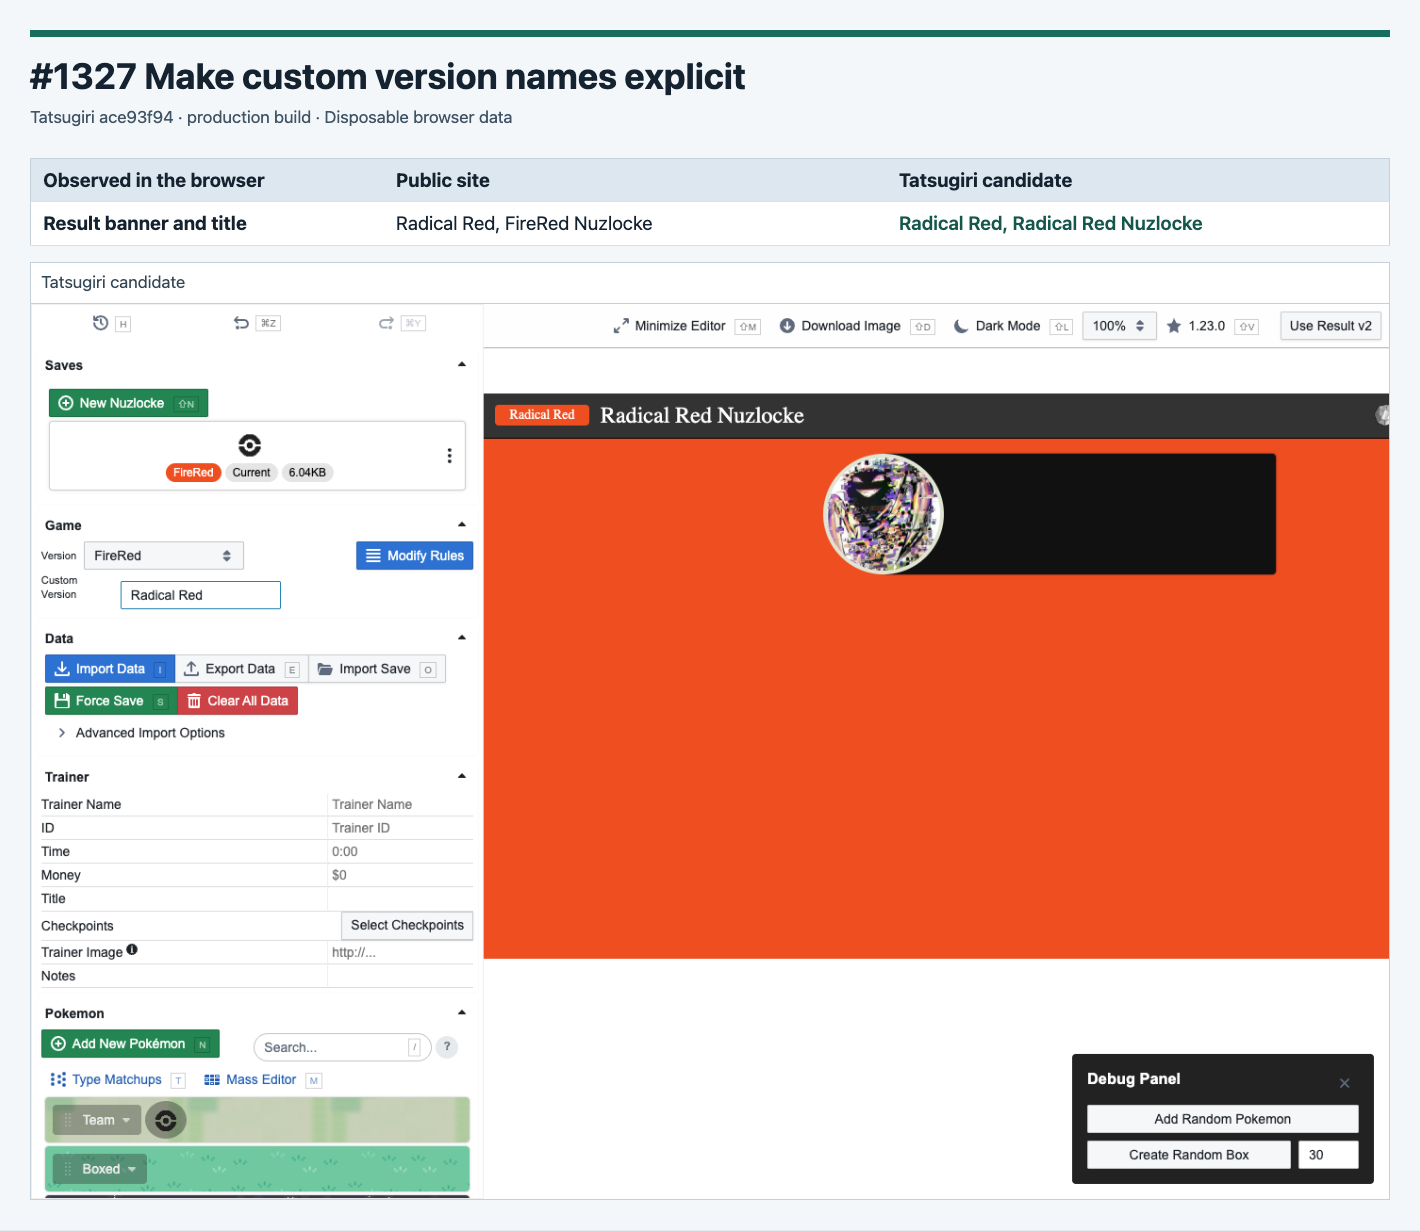 #1327 Make custom version names explicit
Tatsugiri ace93f94 · production build · Disposable browser data
Observed in the browser Public site Tatsugiri candidate
Result banner and title Radical Red, FireRed Nuzlocke Radical Red, Radical Red Nuzlocke
Tatsugiri candidate
H ⌘Z ⌘Y
Minimize Editor ⇧M Download Image ⇧D Dark Mode ⇧L 100% 1.23.0 ⇧V Use Result v2
Saves
New Nuzlocke ⇧N
FireRed Current 6.04KB
Radical Red Radical Red Nuzlocke
Game
Version FireRed Modify Rules
Custom
Version Radical Red
Data
Import Data I Export Data E Import Save O
Force Save S Clear All Data
Advanced Import Options
Trainer
Trainer Name Trainer Name
ID Trainer ID
Time 0:00
Money $0
Title
Checkpoints Select Checkpoints
Trainer Image http://...
Notes
Pokemon
Add New Pokémon N Search... / ?
Type Matchups T Mass Editor M
Team
Boxed
Debug Panel
Add Random Pokemon
Create Random Box 30